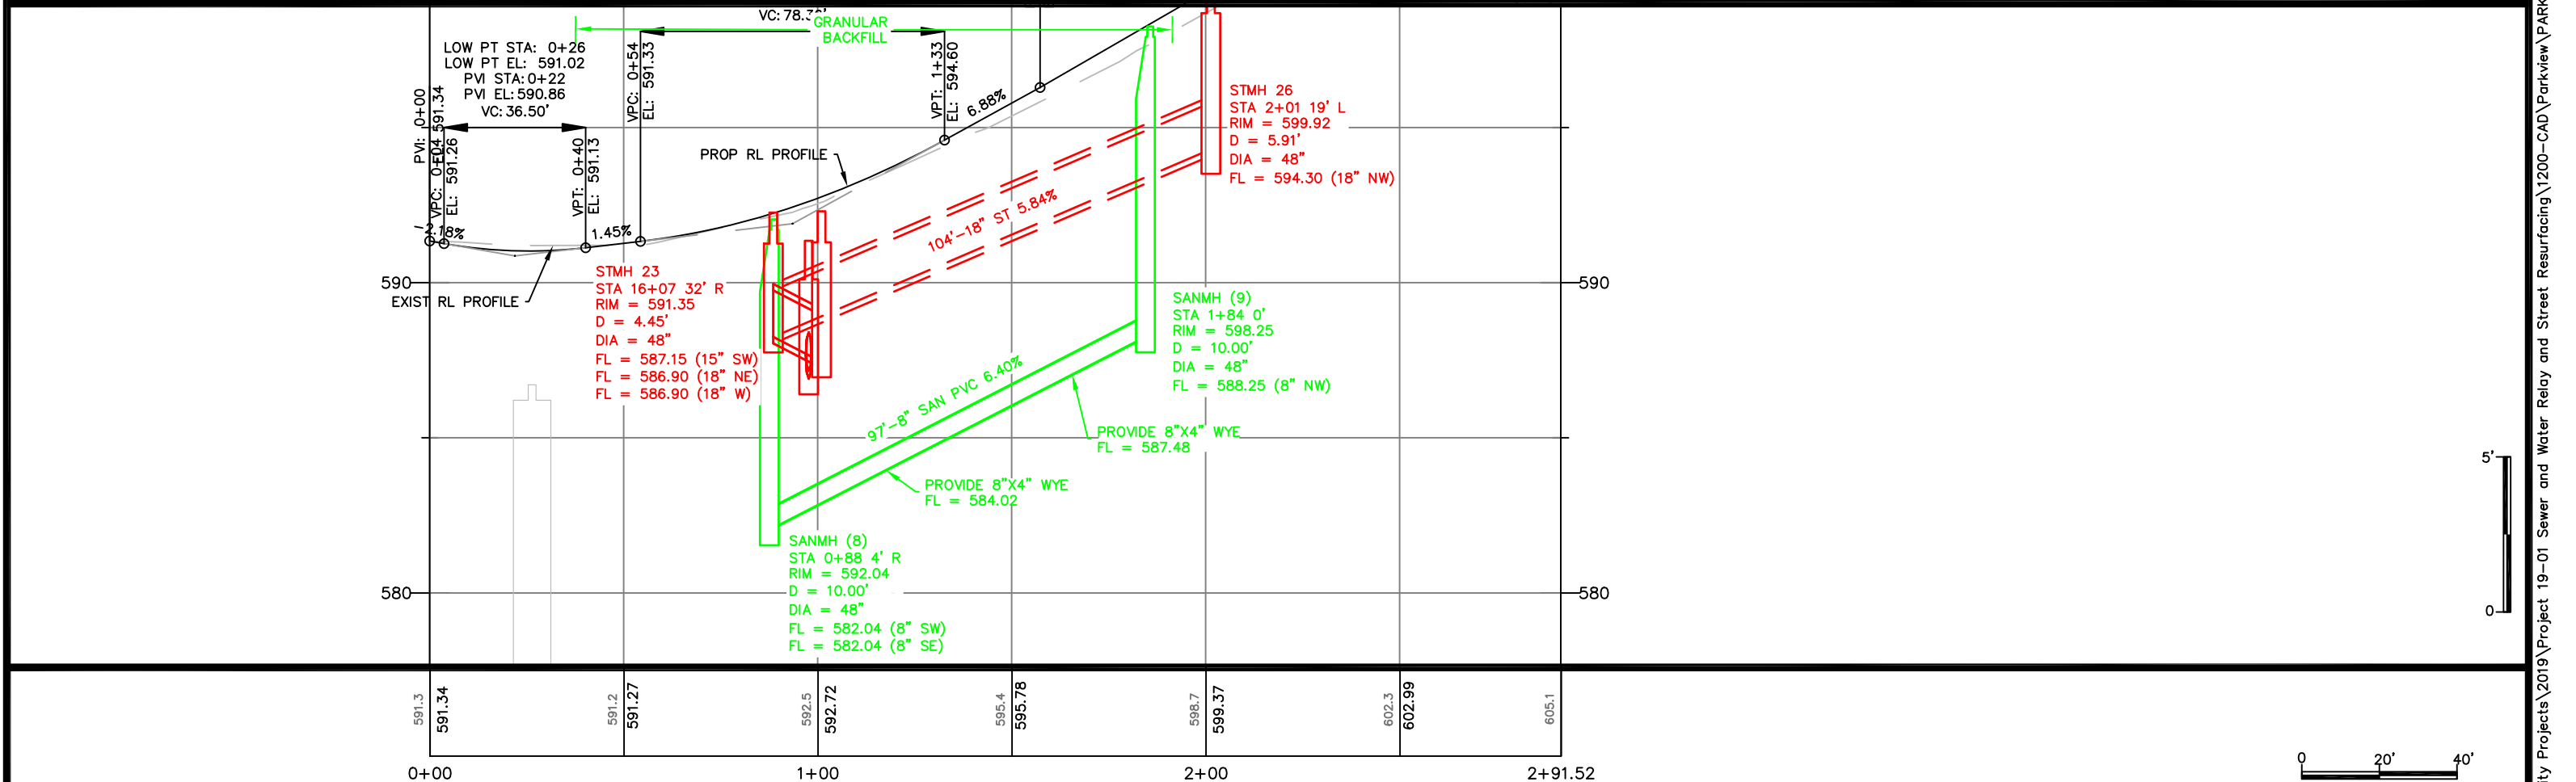 VC: 78.
GRANULAR
BACKFILL
LOW PT STA: 0+26
LOW PT EL: 591.02
PVI STA:0+22
PVI EL:590.86
VC:36.50'
PVI: 0+00
EL: 591.34
VPC: 0+04
EL: 591.26
VPT: 0+40
EL: 591.13
VPC: 0+54
EL: 591.33
VPT: 1+33
EL: 594.60
6.88%
-2.18%
1.45%
PROP RL PROFILE
EXIST RL PROFILE
STMH 26
STA 2+01 19' L
RIM = 599.92
D = 5.91'
DIA = 48"
FL = 594.30 (18" NW)
104'-18" ST 5.84%
STMH 23
STA 16+07 32' R
RIM = 591.35
D = 4.45'
DIA = 48"
FL = 587.15 (15" SW)
FL = 586.90 (18" NE)
FL = 586.90 (18" W)
SANMH (9)
STA 1+84 0'
RIM = 598.25
D = 10.00'
DIA = 48"
FL = 588.25 (8" NW)
97'-8" SAN PVC 6.40%
PROVIDE 8"X4" WYE
FL = 587.48
PROVIDE 8"X4" WYE
FL = 584.02
SANMH (8)
STA 0+88 4' R
RIM = 592.04
D = 10.00'
DIA = 48"
FL = 582.04 (8" SW)
FL = 582.04 (8" SE)
590
590
580
580
5'
0
591.3
591.34
591.2
591.27
592.5
592.72
595.4
595.78
598.7
599.37
602.3
602.99
605.1
0+00
1+00
2+00
2+91.52
0
20'
40'
Projects\2019\Project 19-01 Sewer and Water Relay and Street Resurfacing\1200-CAD\Parkview\PARK